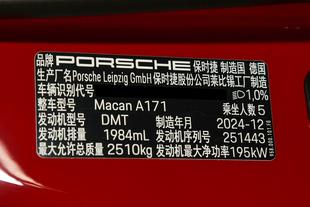 品牌 PORSCHE 保时捷 制造国 德国
生产厂名Porsche Leipzig GmbH 保时捷股份公司莱比锡工厂制造
车辆识别代号 1,0%
整车型号 Macan A171 乘坐人数 5
发动机型号 DMT 制造年月 2024-12
发动机排量 1984mL 发动机序列号 251443
最大允许总质量 2510kg 发动机最大净功率195kW